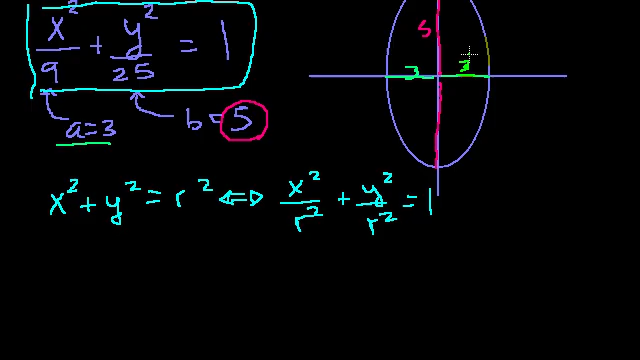 x²/9 + y²/25 = 1
a=3
b = 5
5
3
3
x² + y² = r² ⇔ x²/r² + y²/r² = 1